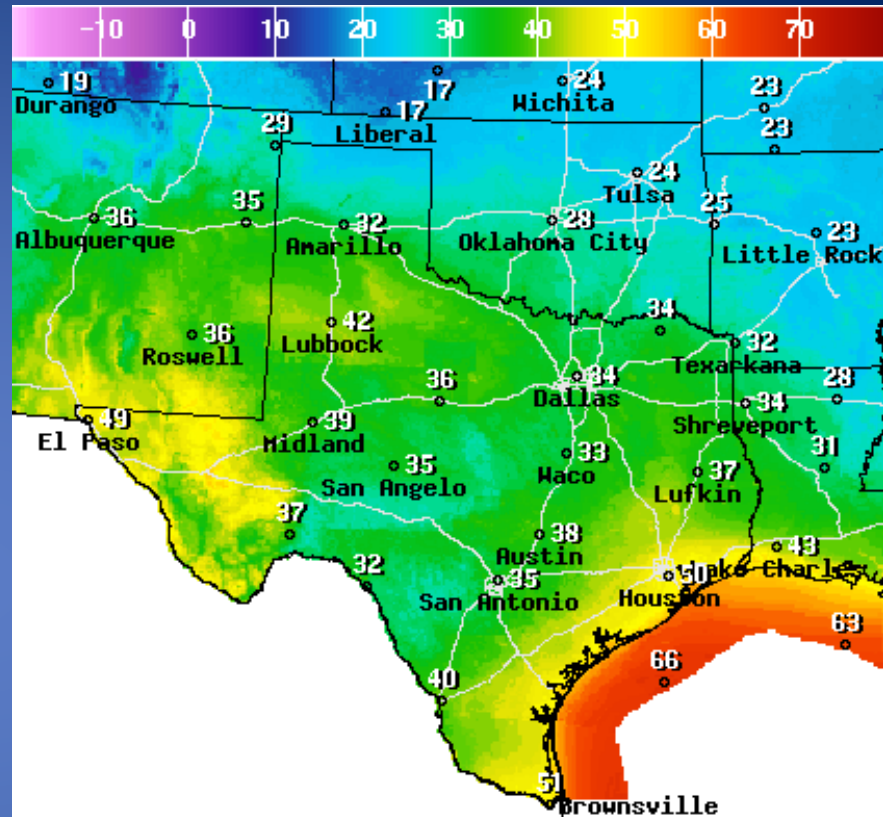 -10 0 10 20 30 40 50 60 70
19
Durango
17
24
Wichita
23
17
Liberal
29
23
24
Tulsa
36
Albuquerque
35
32
Amarillo
28
Oklahoma City
25
23
Little Rock
36
Roswell
42
Lubbock
34
32
Texarkana
34
Dallas
36
28
34
Shreveport
49
El Paso
39
Midland
33
Waco
31
35
San Angelo
37
Lufkin
37
38
Austin
43
Lake Charles
32
35
San Antonio
50
Houston
63
66
40
51
Brownsville